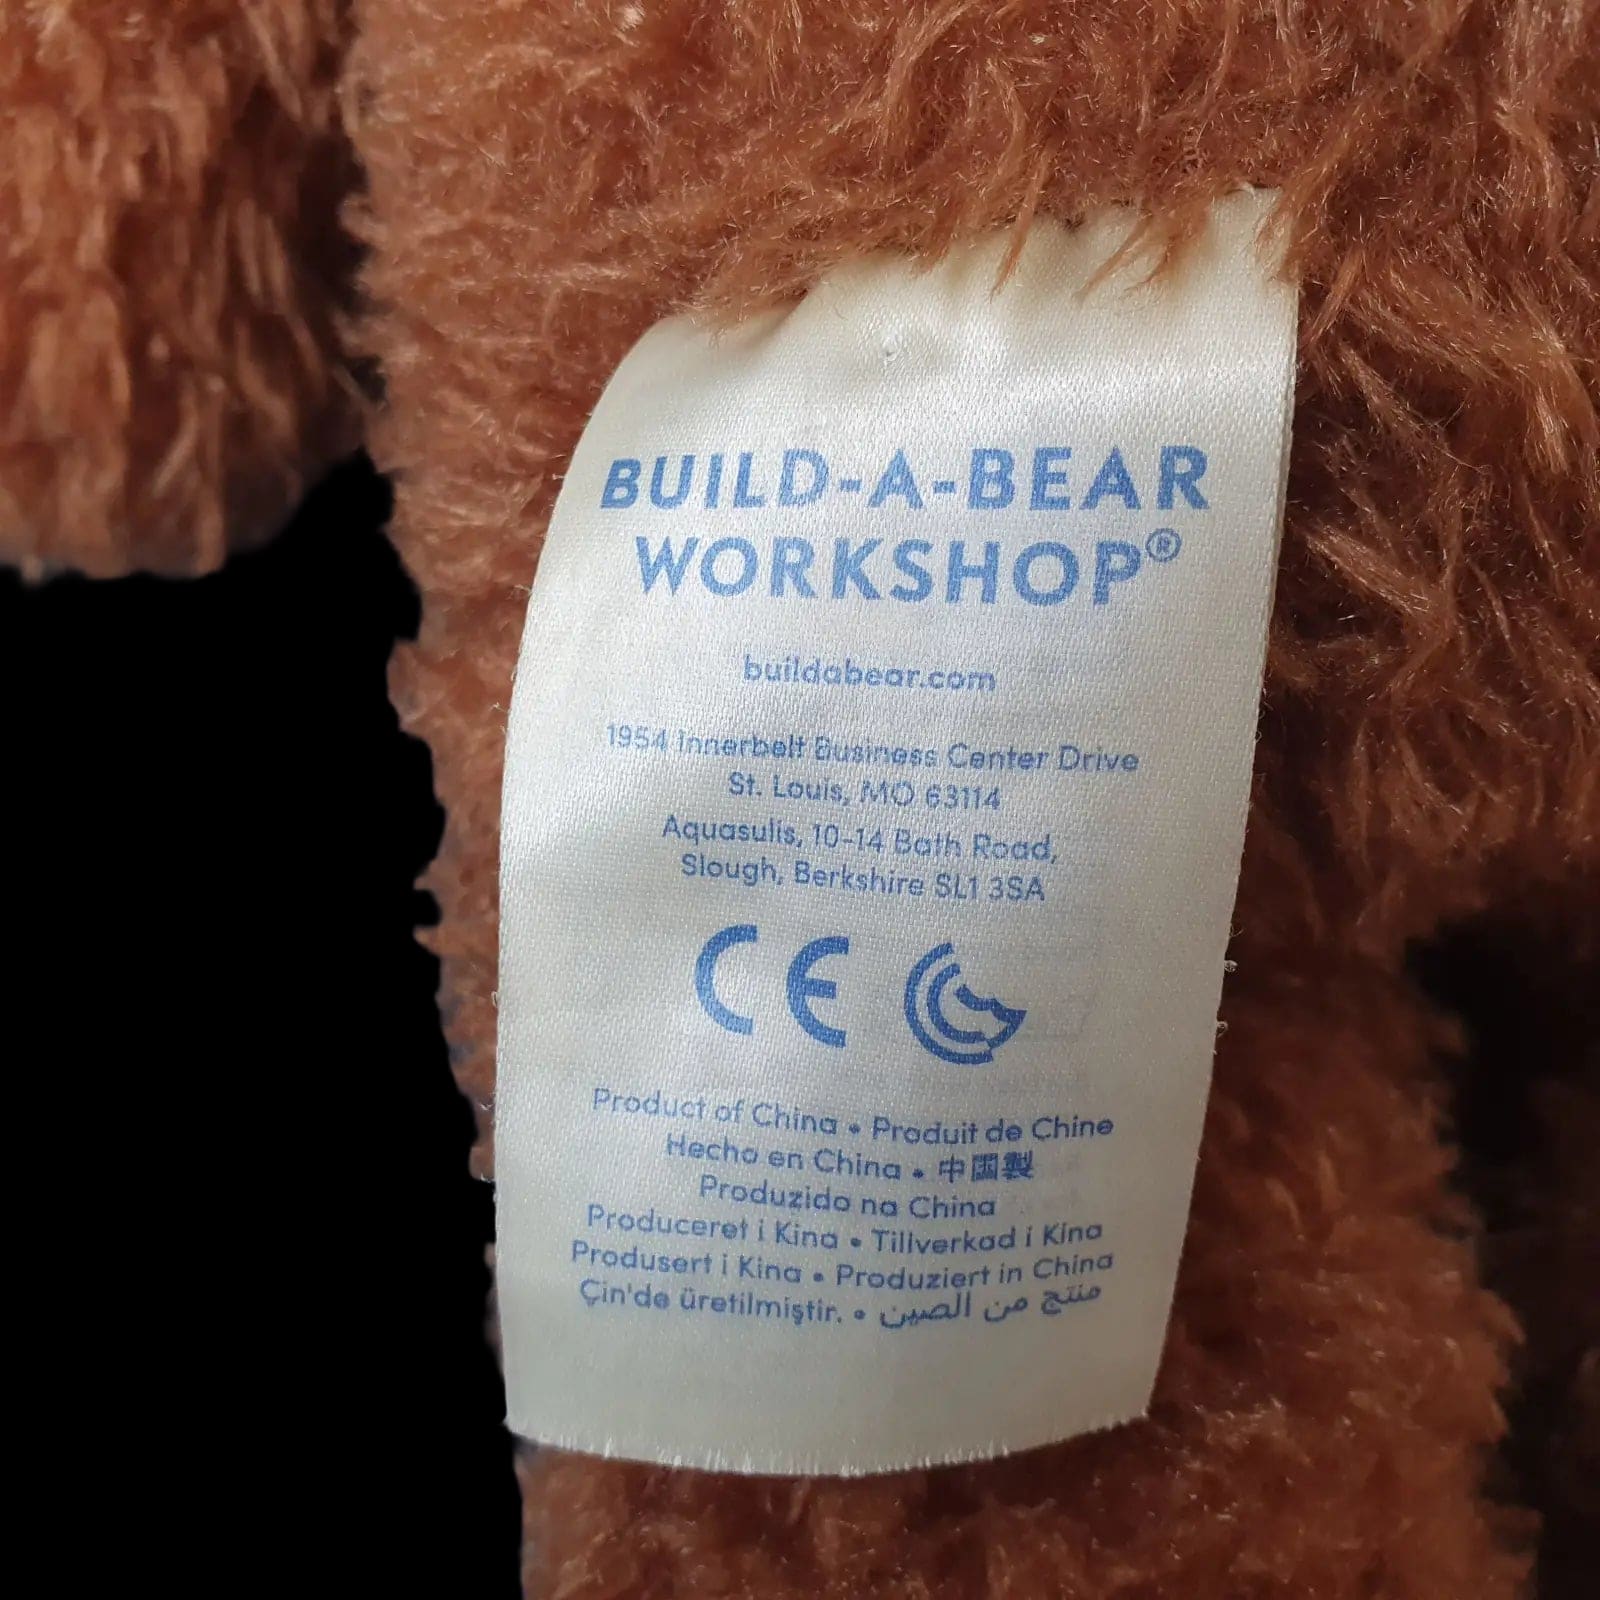 BUILD-A-BEAR
WORKSHOP®
buildabear.com
1954 Innerbelt Business Center Drive
St. Louis, MO 63114
Aquasulis, 10-14 Bath Road,
Slough, Berkshire SL1 3SA
CE
Product of China • Produit de Chine
Hecho en China • 中国製
Produzido na China
Produceret i Kina • Tillverkad i Kina
Produsert i Kina • Produziert in China
Çin'de üretilmiştir. • منتج من الصين